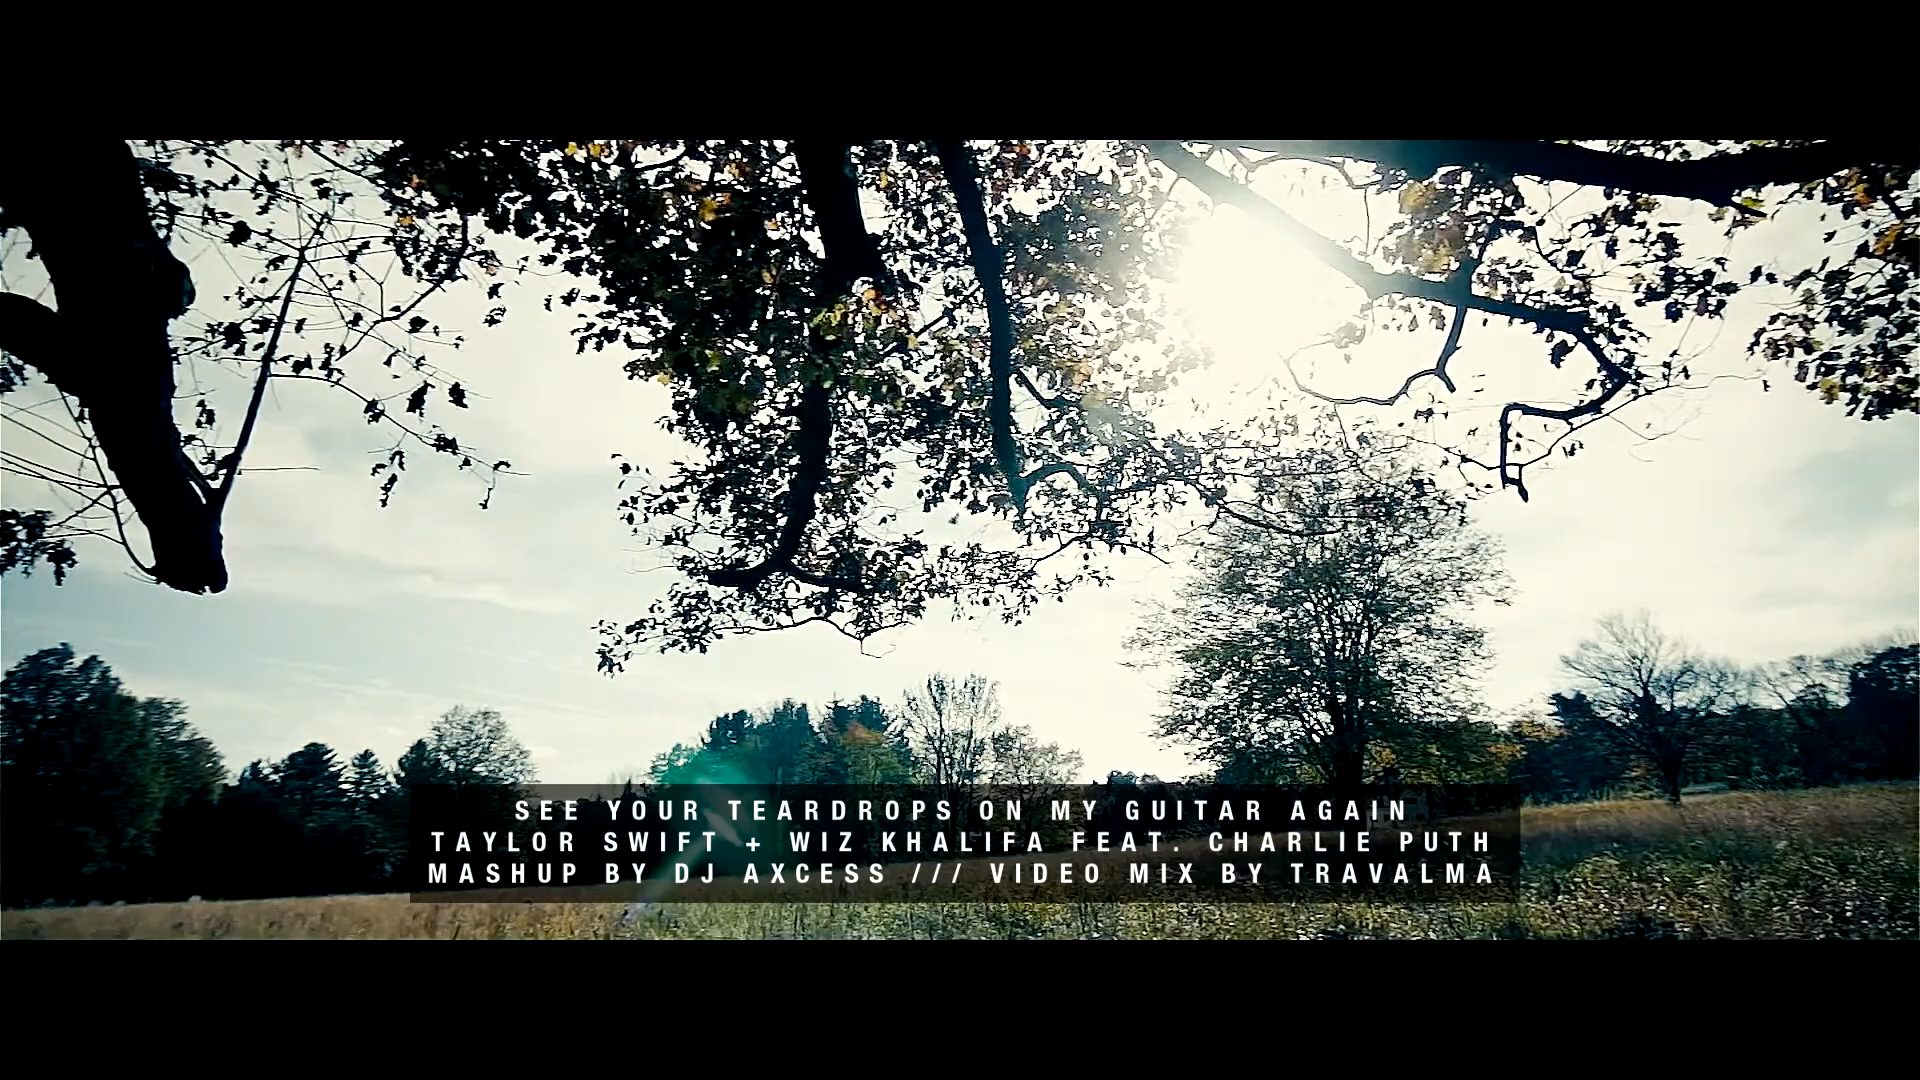 SEE YOUR TEARDROPS ON MY GUITAR AGAIN
TAYLOR SWIFT + WIZ KHALIFA FEAT. CHARLIE PUTH
MASHUP BY DJ AXCESS /// VIDEO MIX BY TRAVALMA